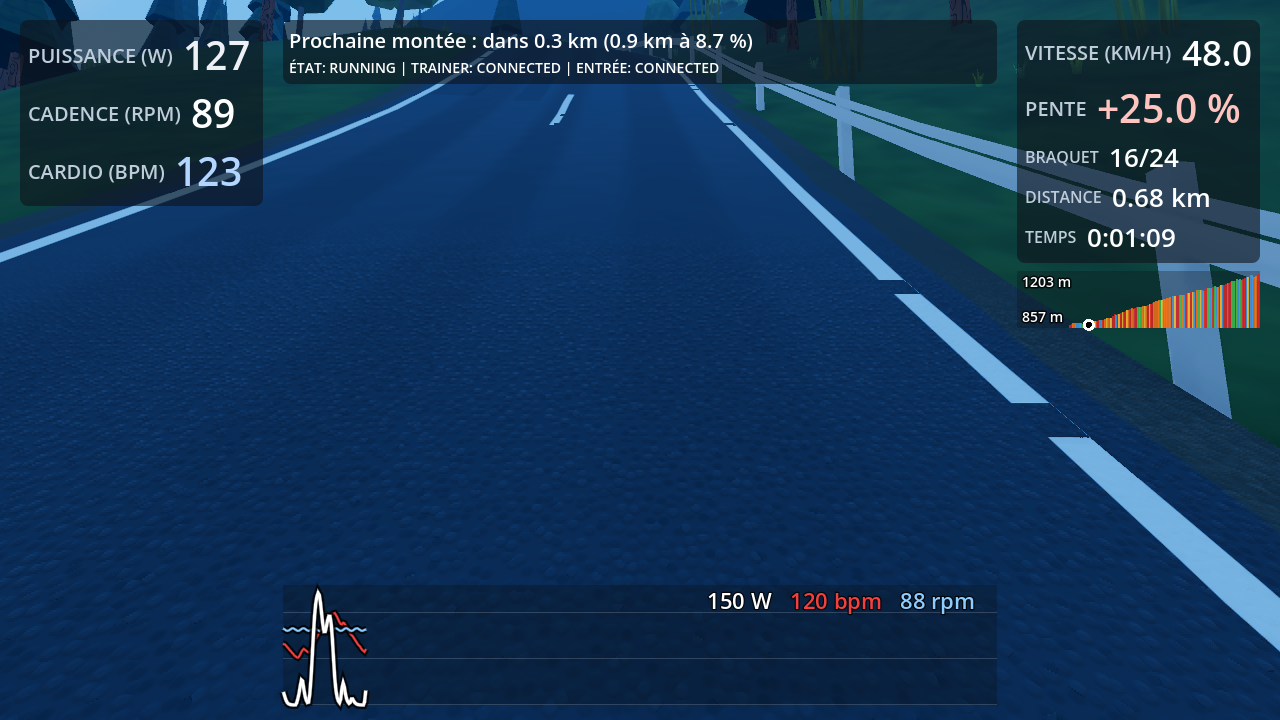 PUISSANCE (W) 127
CADENCE (RPM) 89
CARDIO (BPM) 123
Prochaine montée : dans 0.3 km (0.9 km à 8.7 %)
ÉTAT: RUNNING | TRAINER: CONNECTED | ENTRÉE: CONNECTED
VITESSE (KM/H) 48.0
PENTE +25.0 %
BRAQUET 16/24
DISTANCE 0.68 km
TEMPS 0:01:09
1203 m
857 m
150 W 120 bpm 88 rpm